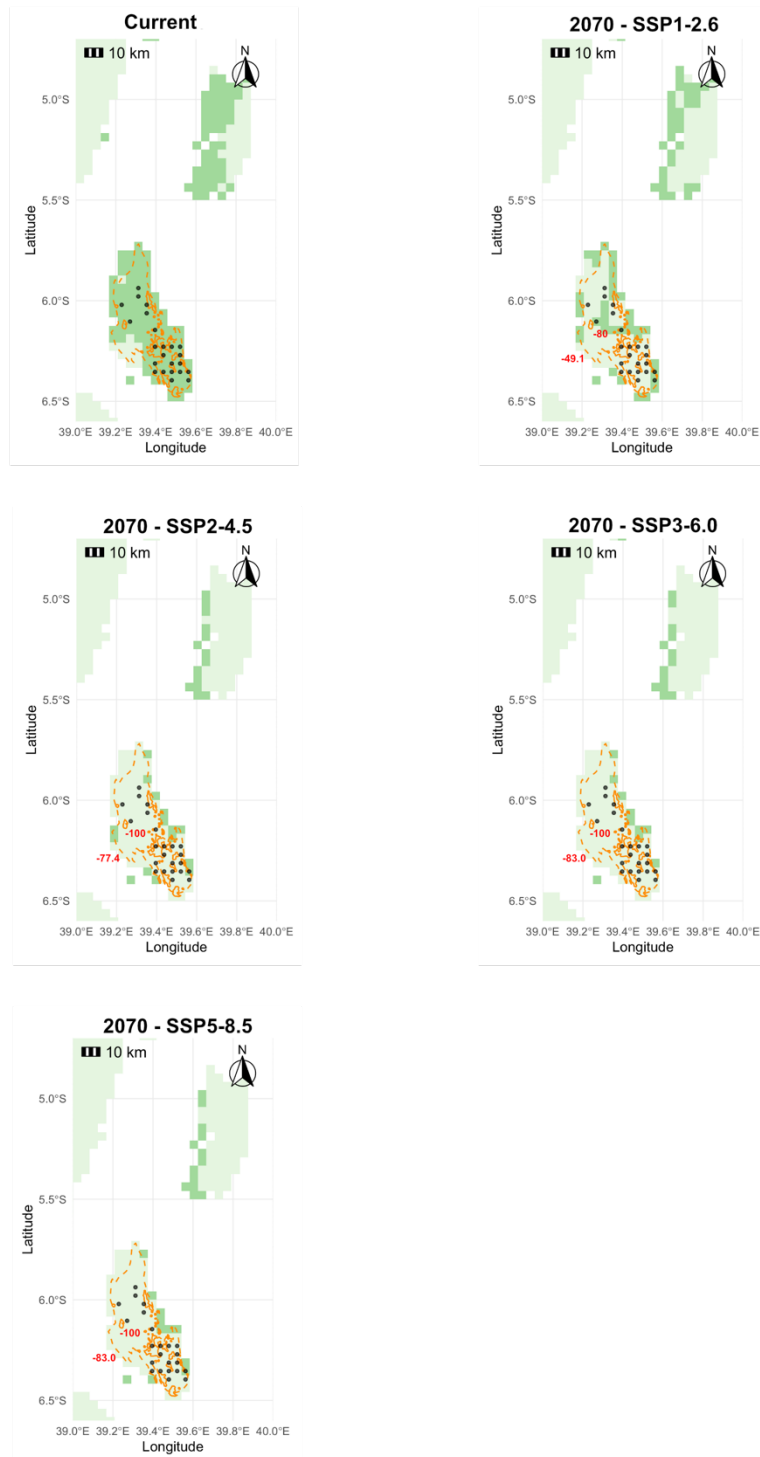 Current
10 km
N
5.0°S
5.5°S
6.0°S
6.5°S
Latitude
39.0°E 39.2°E 39.4°E 39.6°E 39.8°E 40.0°E
Longitude
2070 - SSP1-2.6
10 km
N
5.0°S
5.5°S
6.0°S
-80
-49.1
6.5°S
Latitude
39.0°E 39.2°E 39.4°E 39.6°E 39.8°E 40.0°E
Longitude
2070 - SSP2-4.5
10 km
N
5.0°S
5.5°S
6.0°S
-100
-77.4
6.5°S
Latitude
39.0°E 39.2°E 39.4°E 39.6°E 39.8°E 40.0°E
Longitude
2070 - SSP3-6.0
10 km
N
5.0°S
5.5°S
6.0°S
-100
-83.0
6.5°S
Latitude
39.0°E 39.2°E 39.4°E 39.6°E 39.8°E 40.0°E
Longitude
2070 - SSP5-8.5
10 km
N
5.0°S
5.5°S
6.0°S
-100
-83.0
6.5°S
Latitude
39.0°E 39.2°E 39.4°E 39.6°E 39.8°E 40.0°E
Longitude